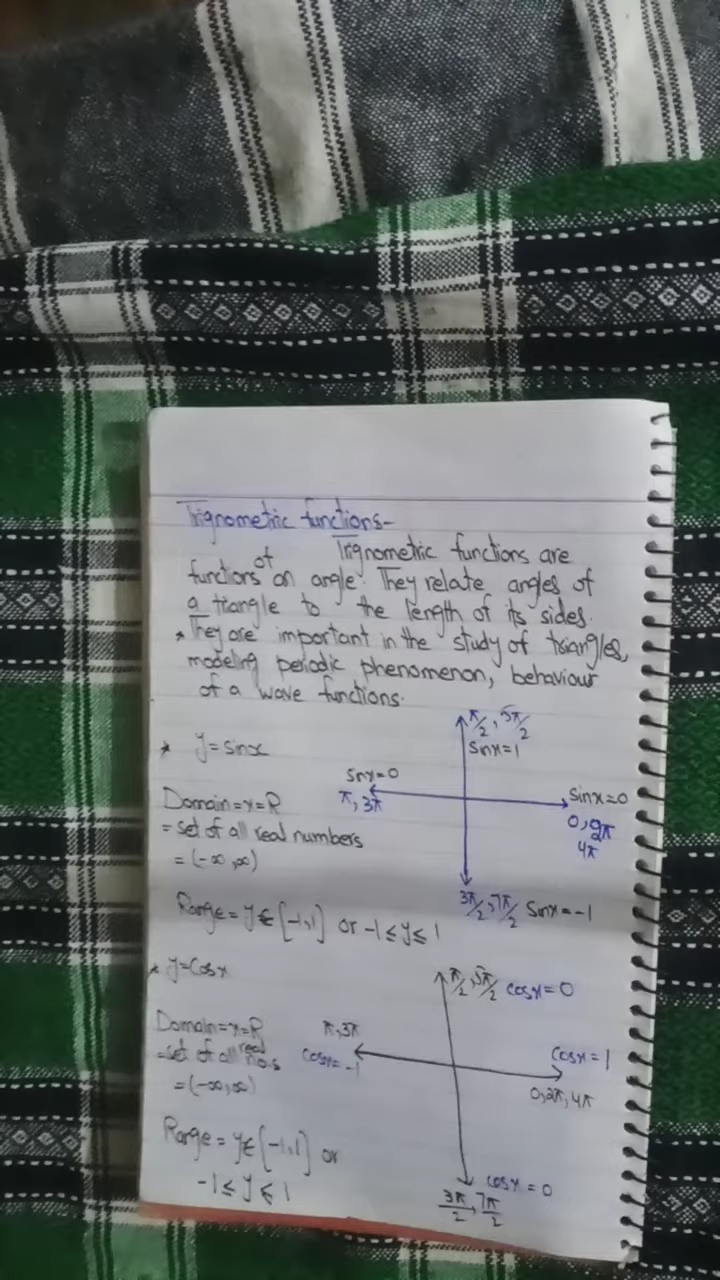 Trignometric functions-
Trignometric functions are
functions of an angle. They relate angles of
a triangle to the length of its sides.
* They are important in the study of triangles,
modeling periodic phenomenon, behaviour
of a wave functions.
π/2, 5π/2
sinx=1
* y=sinx
sinx=0
π, 3π
sinx=0
0, 2π
4π
Domain=x=R
= set of all real numbers
= (-∞,∞)
3π/2, 7π/2 sinx=-1
Range = y∈[-1,1] or -1≤y≤1
* y=cosx
π/2, 5π/2 cosx=0
Domain=x=R
=set of all real no.s
=(-∞,∞)
π,3π
cosx=-1
cosx=1
0,2π,4π
Range = y∈[-1,1] or
-1≤y≤1
cosx=0
3π/2, 7π/2